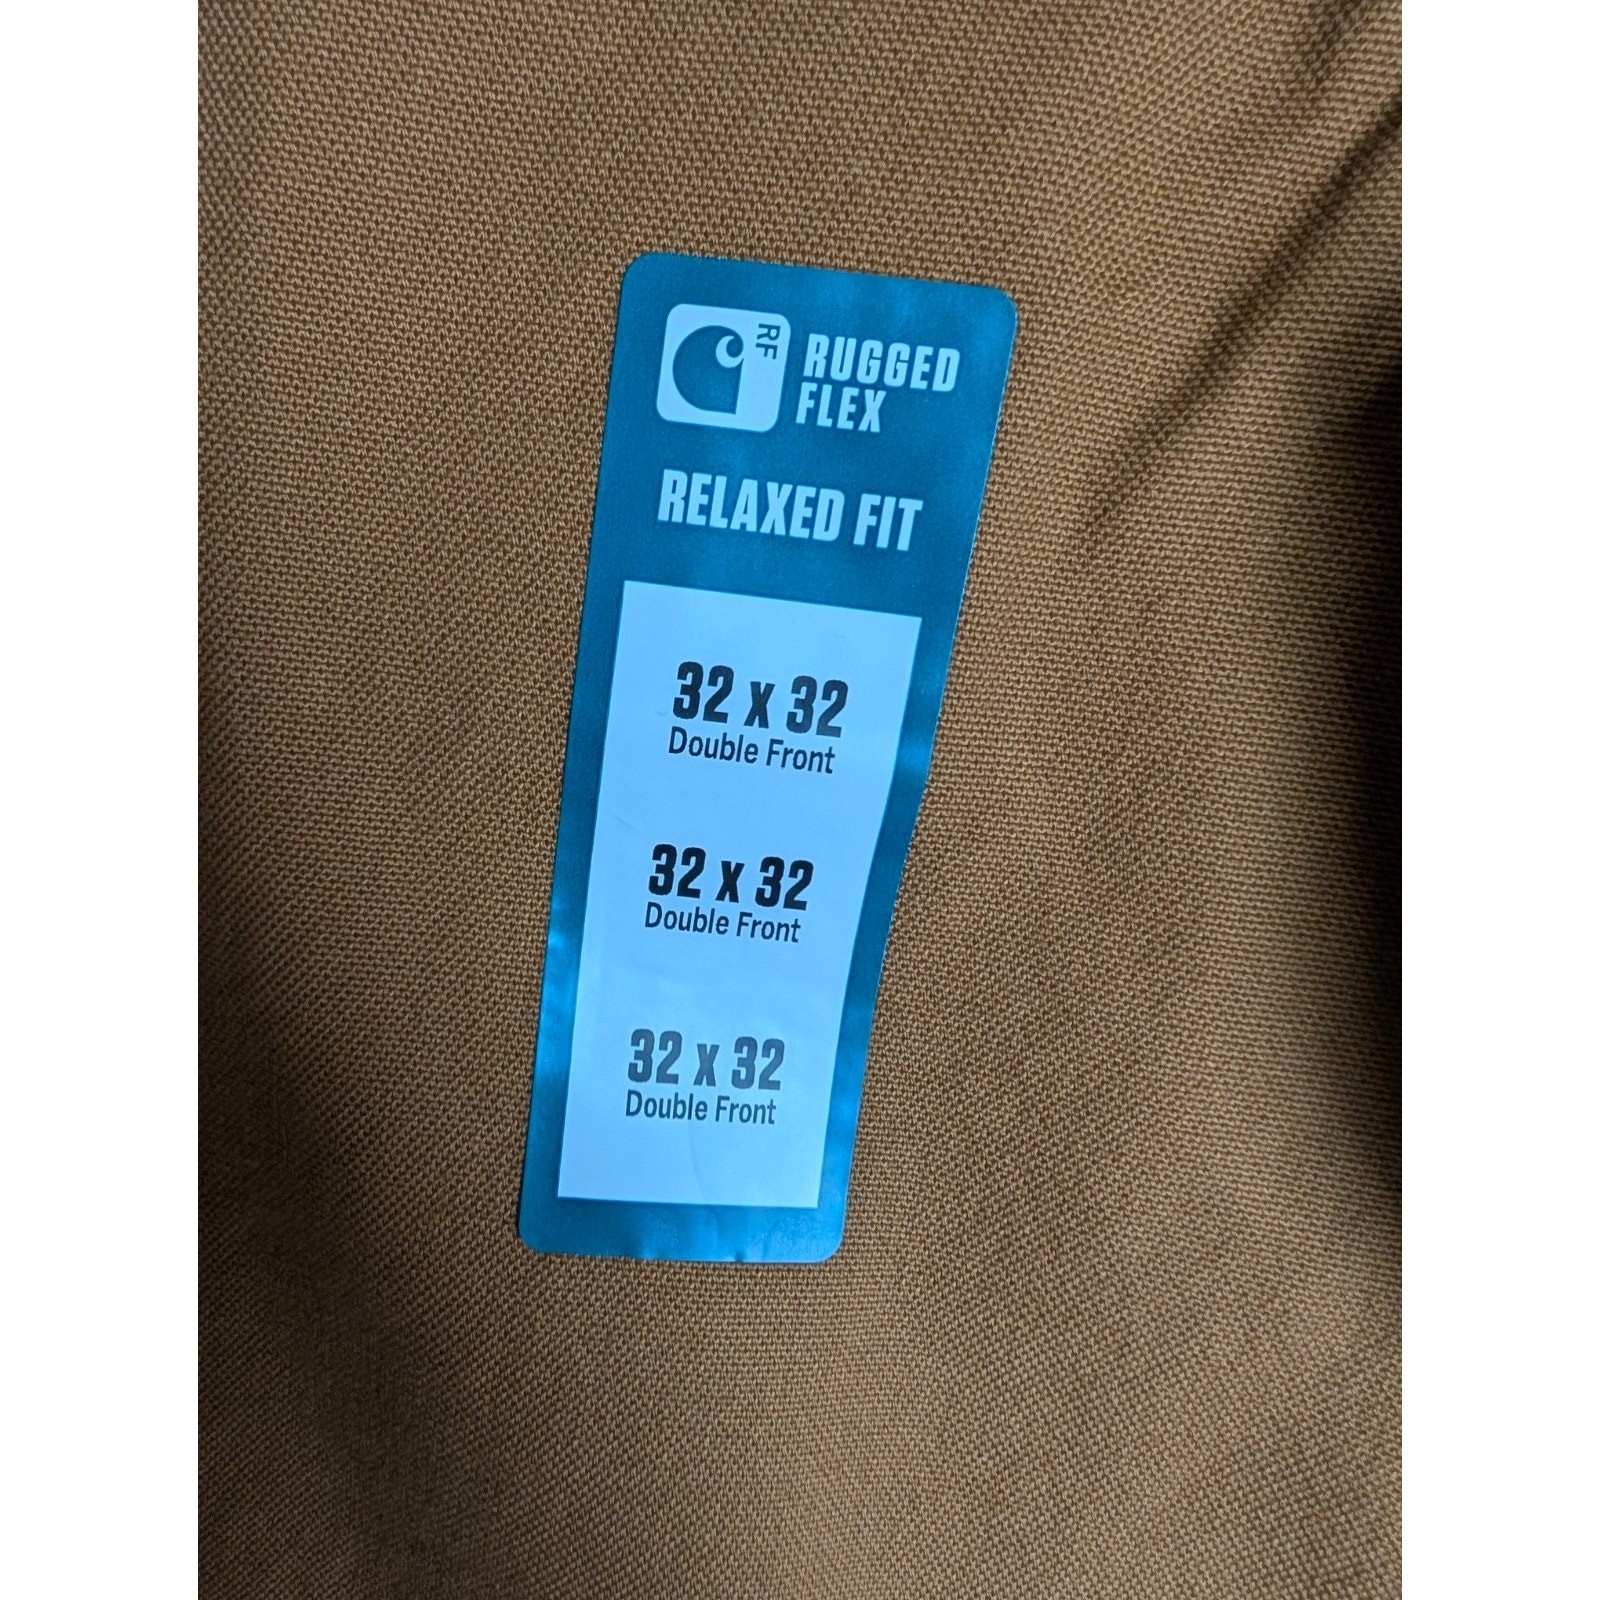 RF
RUGGED
FLEX
RELAXED FIT
32 x 32
Double Front
32 x 32
Double Front
32 x 32
Double Front